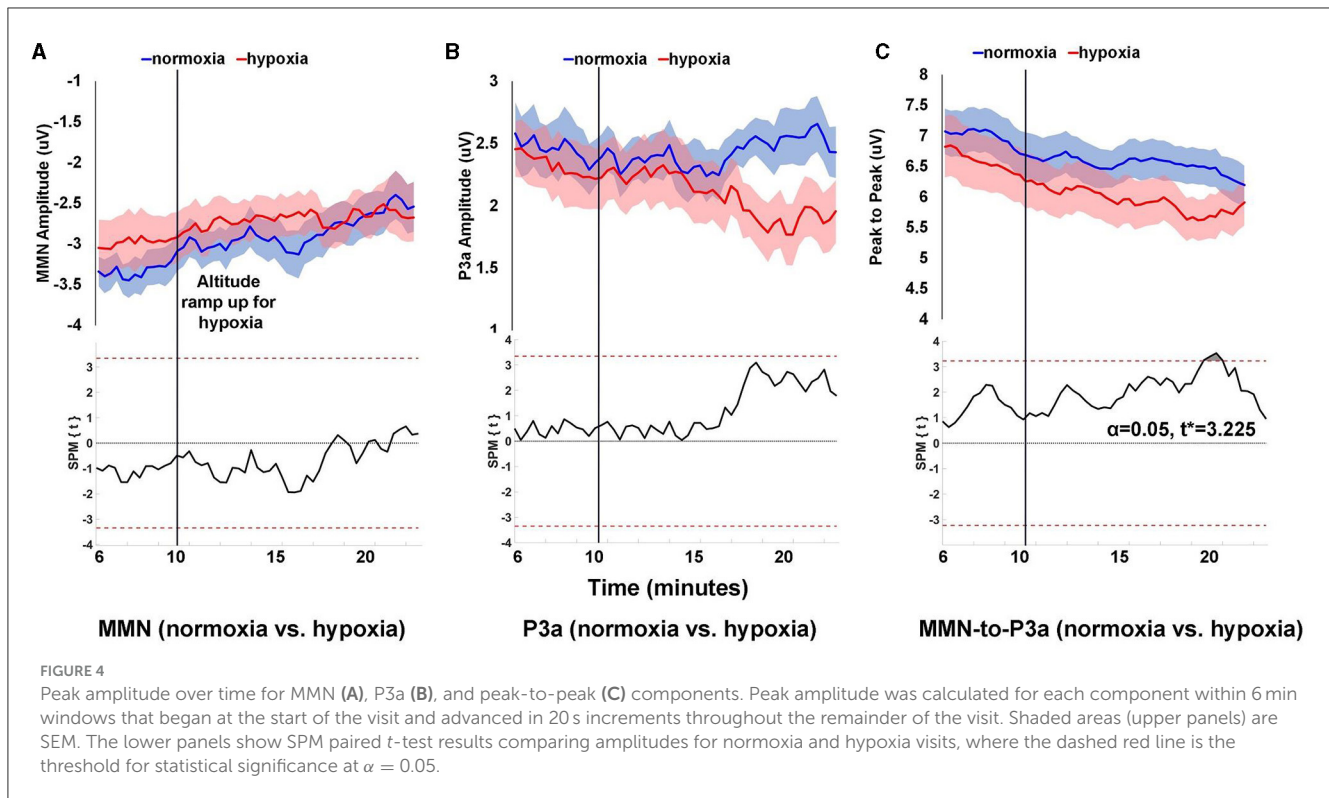 A
normoxia hypoxia
-1
-1.5
-2
-2.5
-3
-3.5
-4
MMN Amplitude (uV)
Altitude
ramp up for
hypoxia
4
3
2
1
0
-1
-2
-3
-4
SPM { t }
6 10 15 20
MMN (normoxia vs. hypoxia)
B
normoxia hypoxia
3
2.5
2
1.5
1
P3a Amplitude (uV)
4
3
2
1
0
-1
-2
-3
-4
SPM { t }
6 10 15 20
Time (minutes)
P3a (normoxia vs. hypoxia)
C
normoxia hypoxia
8
7.5
7
6.5
6
5.5
5
4.5
4
Peak to Peak (uV)
4
3
2
1
0
-1
-2
-3
SPM { t }
α=0.05, t*=3.225
6 10 15 20
MMN-to-P3a (normoxia vs. hypoxia)
FIGURE 4
Peak amplitude over time for MMN (A), P3a (B), and peak-to-peak (C) components. Peak amplitude was calculated for each component within 6 min
windows that began at the start of the visit and advanced in 20 s increments throughout the remainder of the visit. Shaded areas (upper panels) are
SEM. The lower panels show SPM paired t-test results comparing amplitudes for normoxia and hypoxia visits, where the dashed red line is the
threshold for statistical significance at α = 0.05.